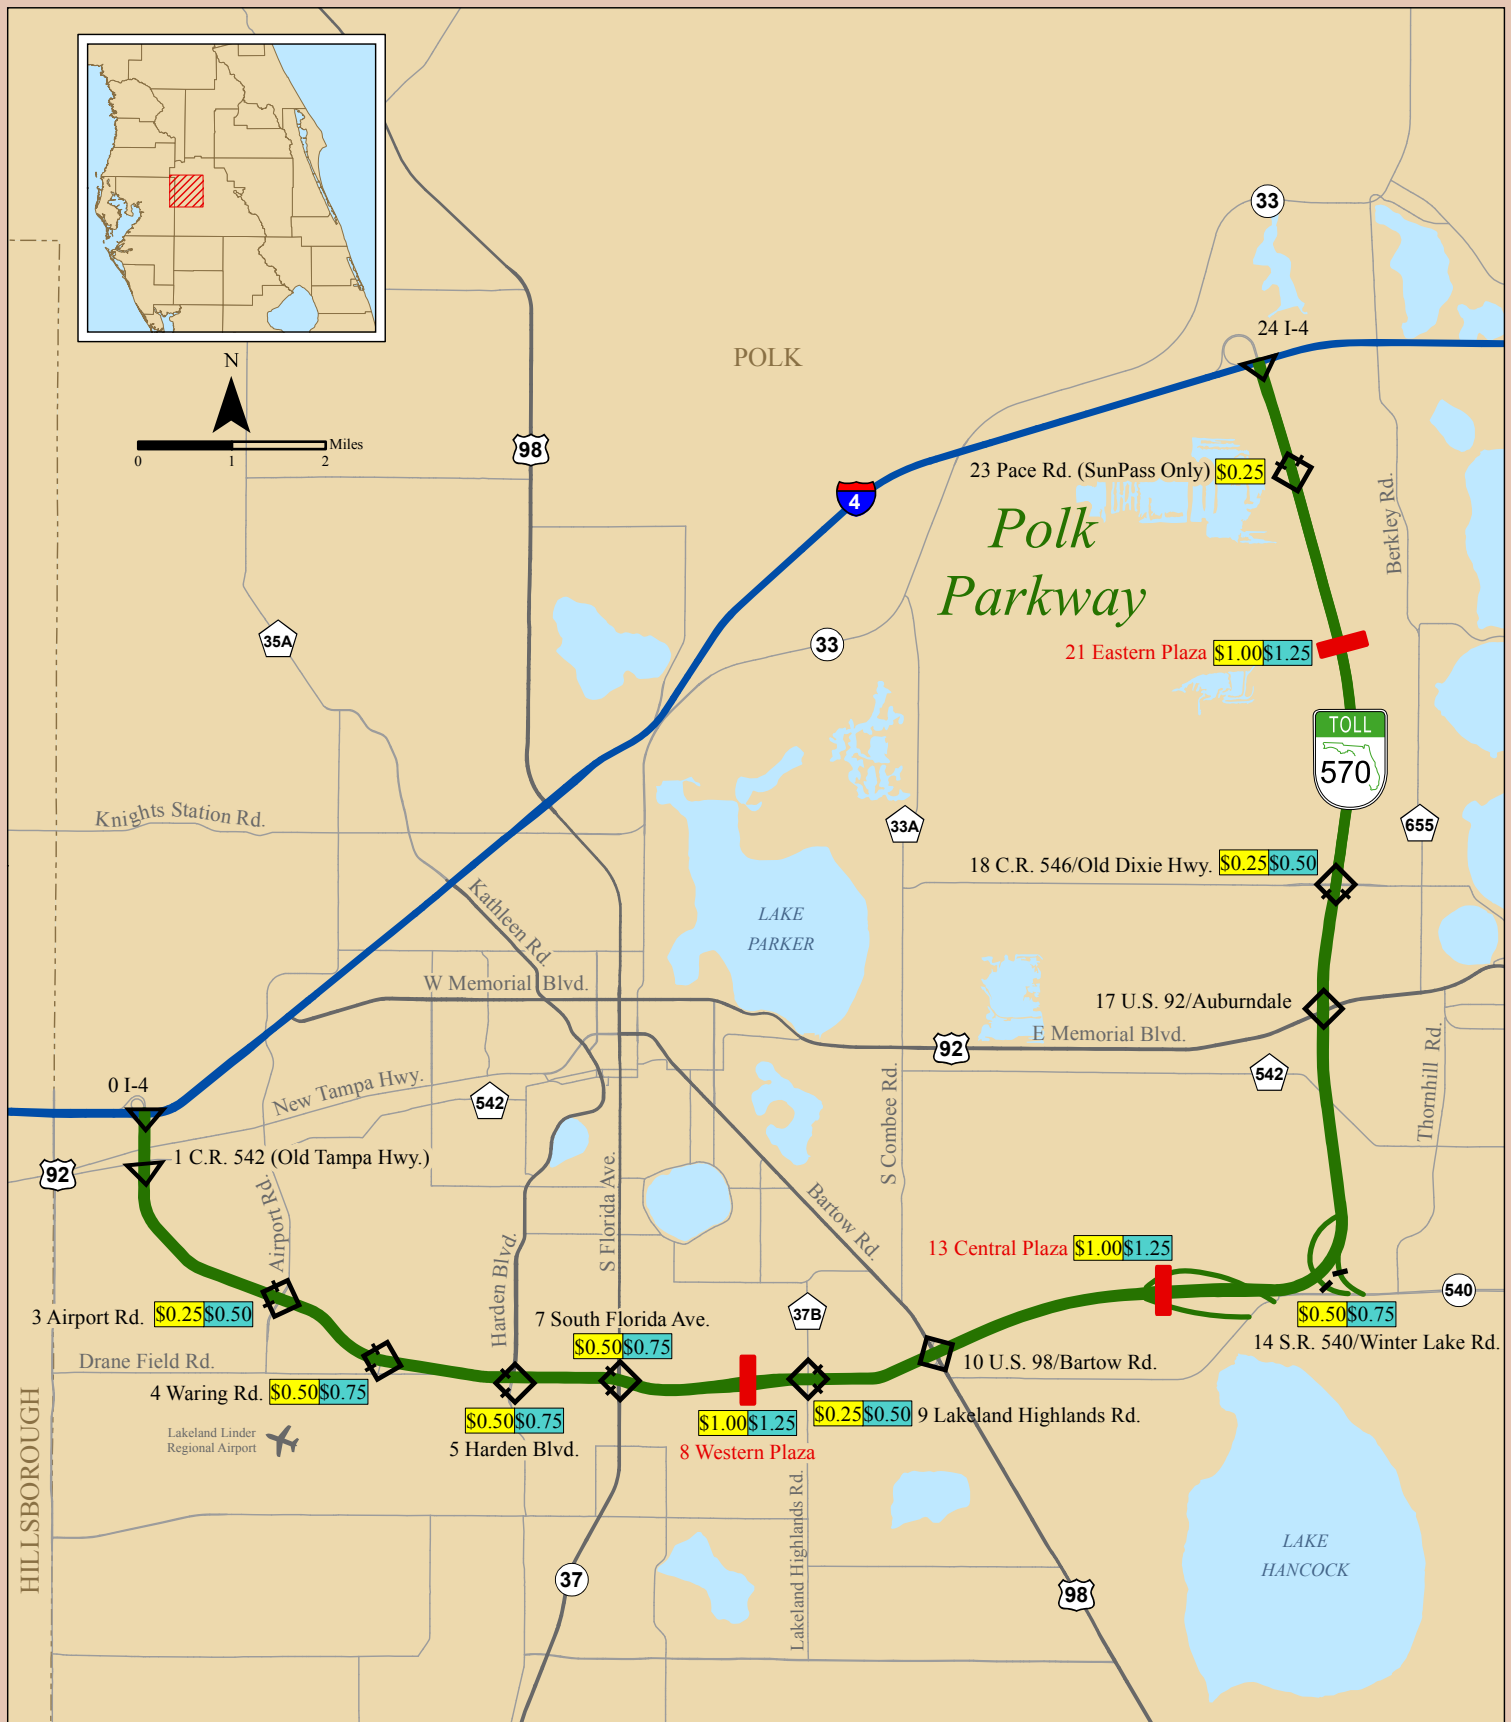 33
24 I-4
N
POLK
Miles
0 1 2
98
4
23 Pace Rd. (SunPass Only) $0.25
Berkley Rd.
Polk
Parkway
35A
33
21 Eastern Plaza $1.00 $1.25
TOLL
570
Knights Station Rd.
33A
655
18 C.R. 546/Old Dixie Hwy. $0.25 $0.50
Kathleen Rd.
LAKE
PARKER
W Memorial Blvd.
17 U.S. 92/Auburndale
92
E Memorial Blvd.
0 I-4
New Tampa Hwy.
542
S Combee Rd.
542
Thornhill Rd.
92
1 C.R. 542 (Old Tampa Hwy.)
Airport Rd.
S Florida Ave.
Bartow Rd.
Harden Blvd.
13 Central Plaza $1.00 $1.25
540
3 Airport Rd. $0.25 $0.50
7 South Florida Ave.
$0.50 $0.75
37B
$0.50 $0.75
14 S.R. 540/Winter Lake Rd.
Drane Field Rd.
10 U.S. 98/Bartow Rd.
4 Waring Rd. $0.50 $0.75
HILLSBOROUGH
Lakeland Linder
Regional Airport
$0.50 $0.75
5 Harden Blvd.
$1.00 $1.25
8 Western Plaza
$0.25 $0.50 9 Lakeland Highlands Rd.
Lakeland Highlands Rd.
LAKE
HANCOCK
37
98